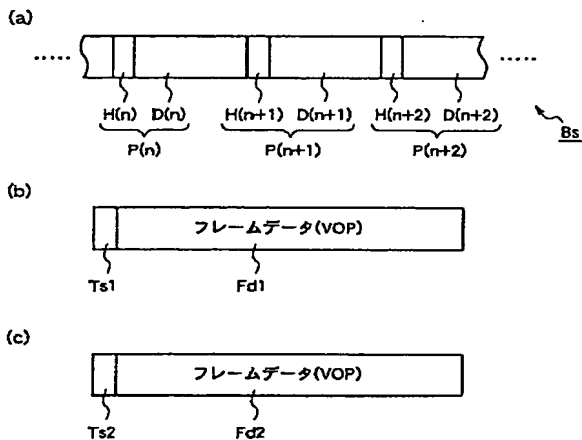 (a)
..... .....
H(n) D(n) H(n+1) D(n+1) H(n+2) D(n+2)
P(n) P(n+1) P(n+2)
Bs
(b)
フレームデータ(VOP)
Ts1 Fd1
(c)
フレームデータ(VOP)
Ts2 Fd2